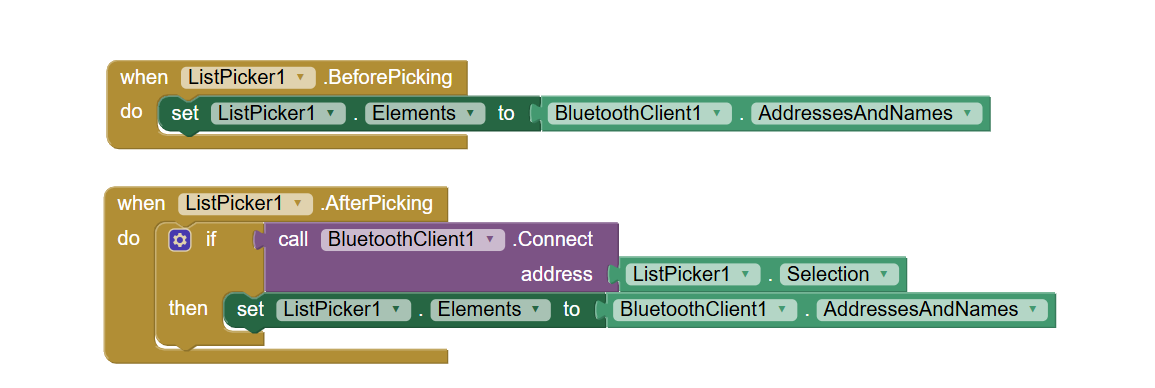 when ListPicker1 .BeforePicking
do set ListPicker1 . Elements to BluetoothClient1 . AddressesAndNames
when ListPicker1 .AfterPicking
do if call BluetoothClient1 .Connect
address ListPicker1 . Selection
then set ListPicker1 . Elements to BluetoothClient1 . AddressesAndNames